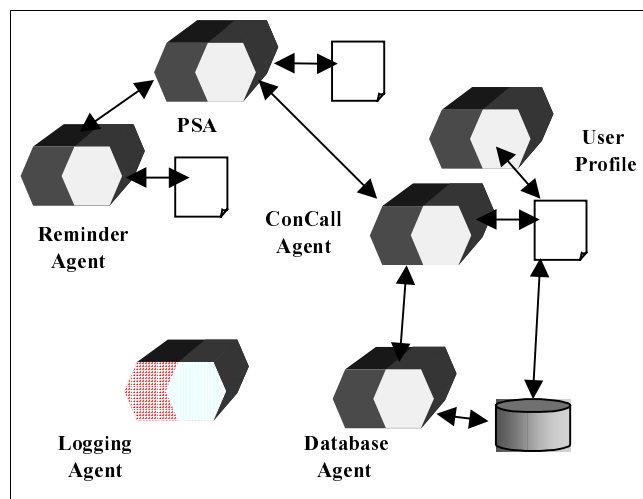 PSA
User
Profile
Reminder
Agent
ConCall
Agent
Logging
Agent
Database
Agent